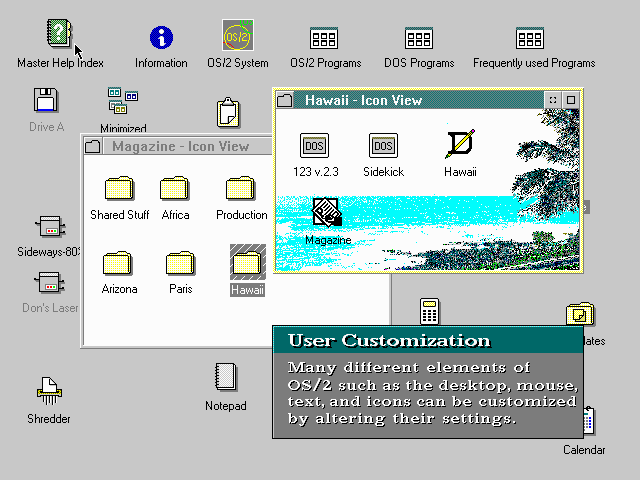 Master Help Index
Information
OS/2
OS/2 System
OS/2 Programs
DOS Programs
Frequently used Programs
Drive A
Minimized
Hawaii - Icon View
Magazine - Icon View
DOS
DOS
123 v.2.3
Sidekick
Hawaii
Shared Stuff
Africa
Production
Magazine
Sideways-80
Arizona
Paris
Hawaii
Don's Laser
User Customization
Many different elements of
OS/2 such as the desktop, mouse,
text, and icons can be customized
by altering their settings.
lates
Notepad
Shredder
Calendar